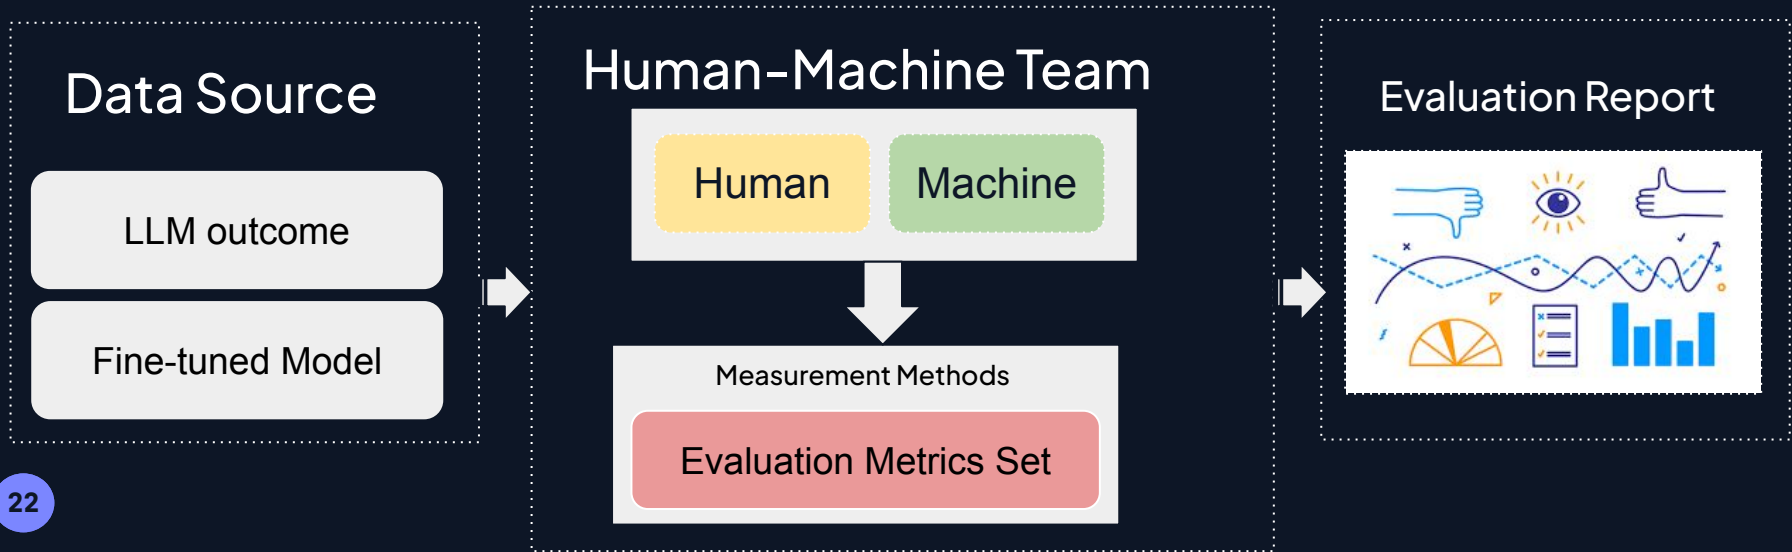 Data Source
LLM outcome
Fine-tuned Model
Human-Machine Team
Human
Machine
Measurement Methods
Evaluation Metrics Set
Evaluation Report
22